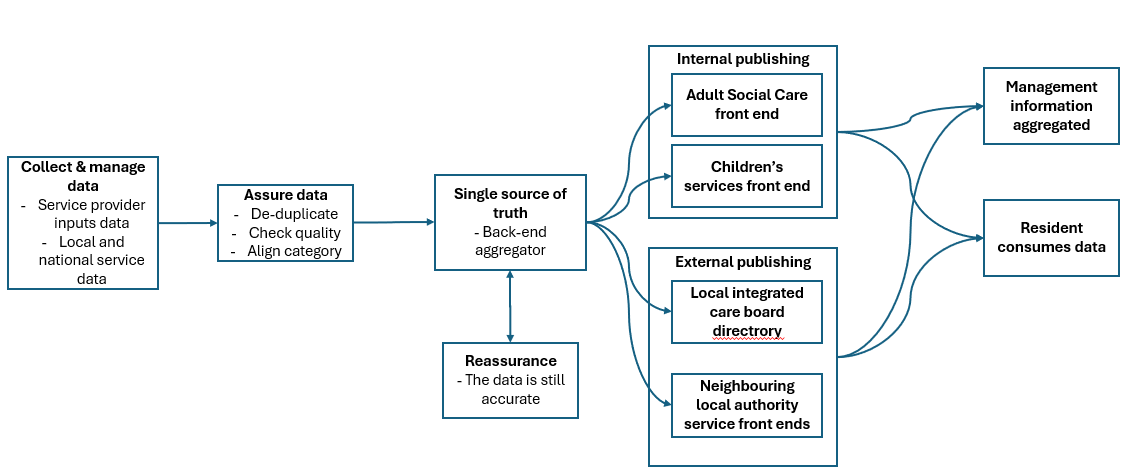 Collect & manage
data
- Service provider
inputs data
- Local and
national service
data
Assure data
- De-duplicate
- Check quality
- Align category
Single source of
truth
- Back-end
aggregator
Reassurance
- The data is still
accurate
Internal publishing
Adult Social Care
front end
Children’s
services front end
External publishing
Local integrated
care board
directrory
Neighbouring
local authority
service front ends
Management
information
aggregated
Resident
consumes data